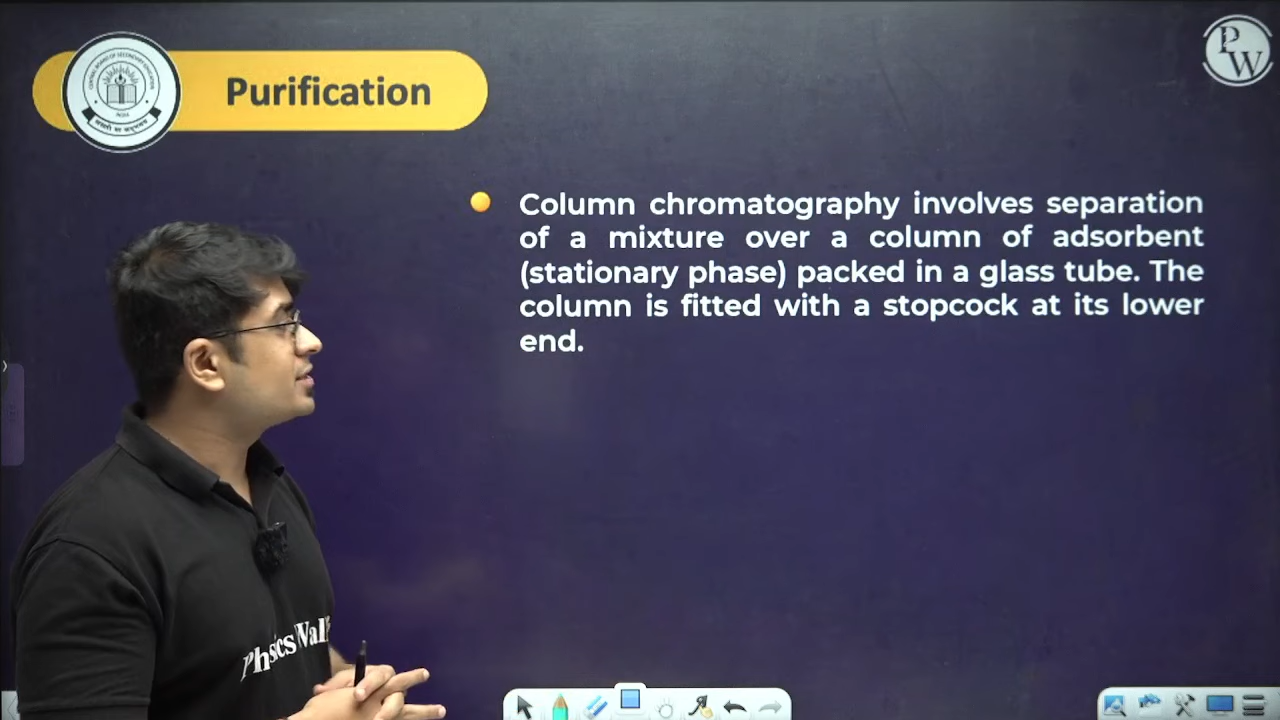 Purification
PW
Column chromatography involves separation
of a mixture over a column of adsorbent
(stationary phase) packed in a glass tube. The
column is fitted with a stopcock at its lower
end.